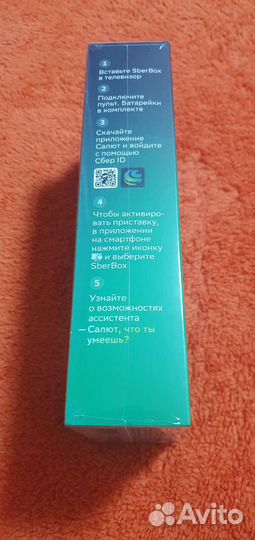 1
Вставьте SberBox
в телевизор
2
Подключите
пульт. Батарейки
в комплекте
3
Скачайте
приложение
Салют и войдите
с помощью
Сбер ID
4
Чтобы активиро-
вать приставку,
в приложении
на смартфоне
нажмите иконку
и выберите
SberBox
5
Узнайте
о возможностях
ассистента
— Салют, что ты
умеешь?
Avito